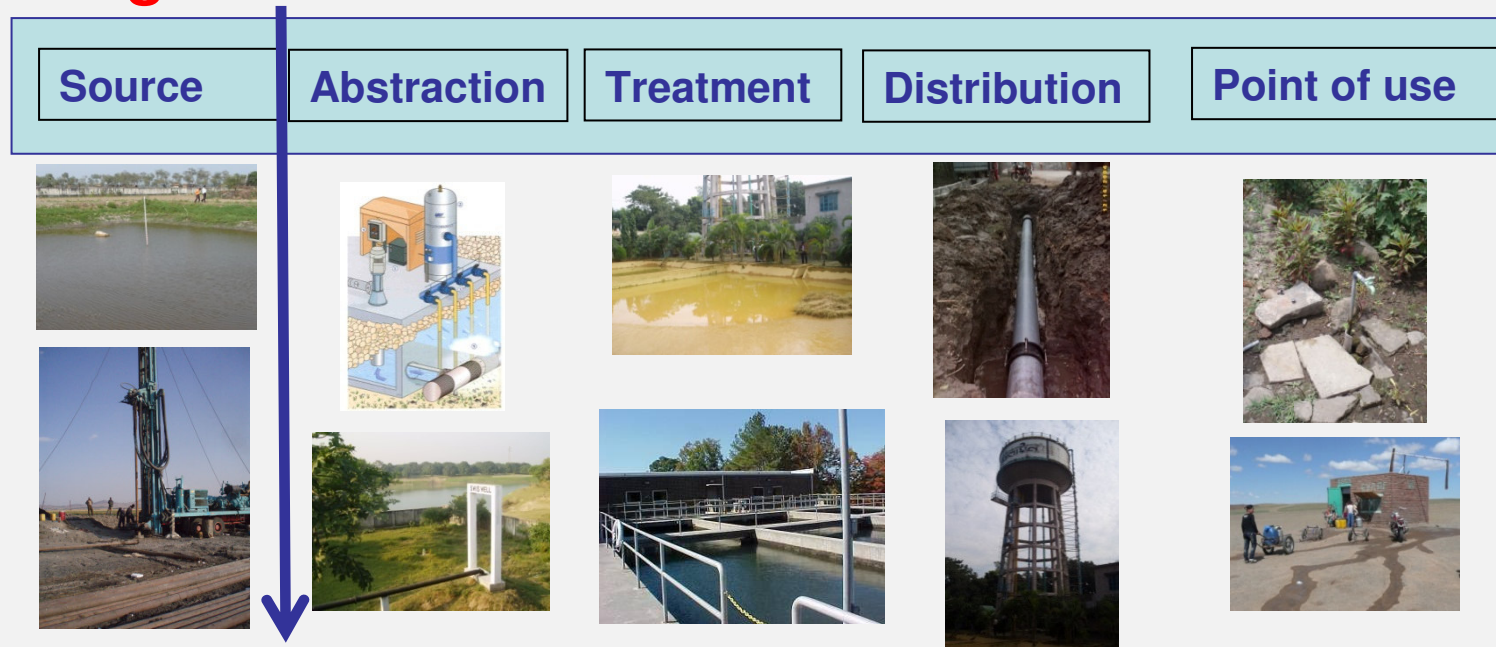 Source
Abstraction
Treatment
Distribution
Point of use